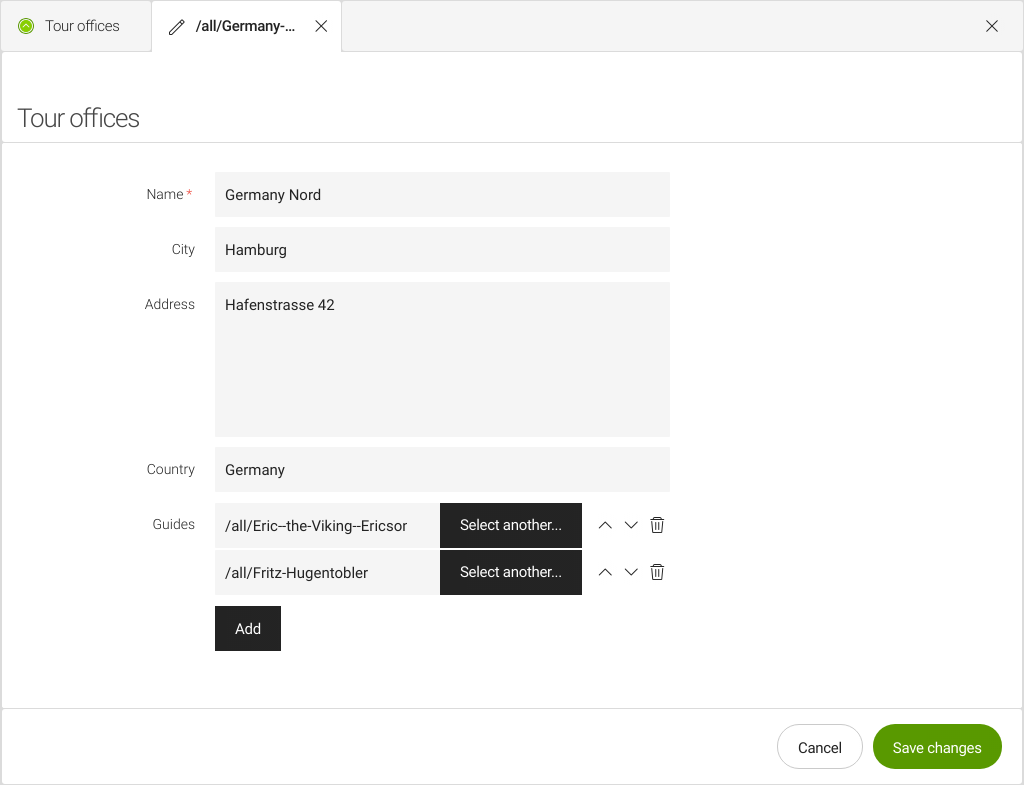 Tour offices
/all/Germany-...
Tour offices
Name *
Germany Nord
City
Hamburg
Address
Hafenstrasse 42
Country
Germany
Guides
/all/Eric--the-Viking--Ericsor
Select another...
/all/Fritz-Hugentobler
Select another...
Add
Cancel
Save changes